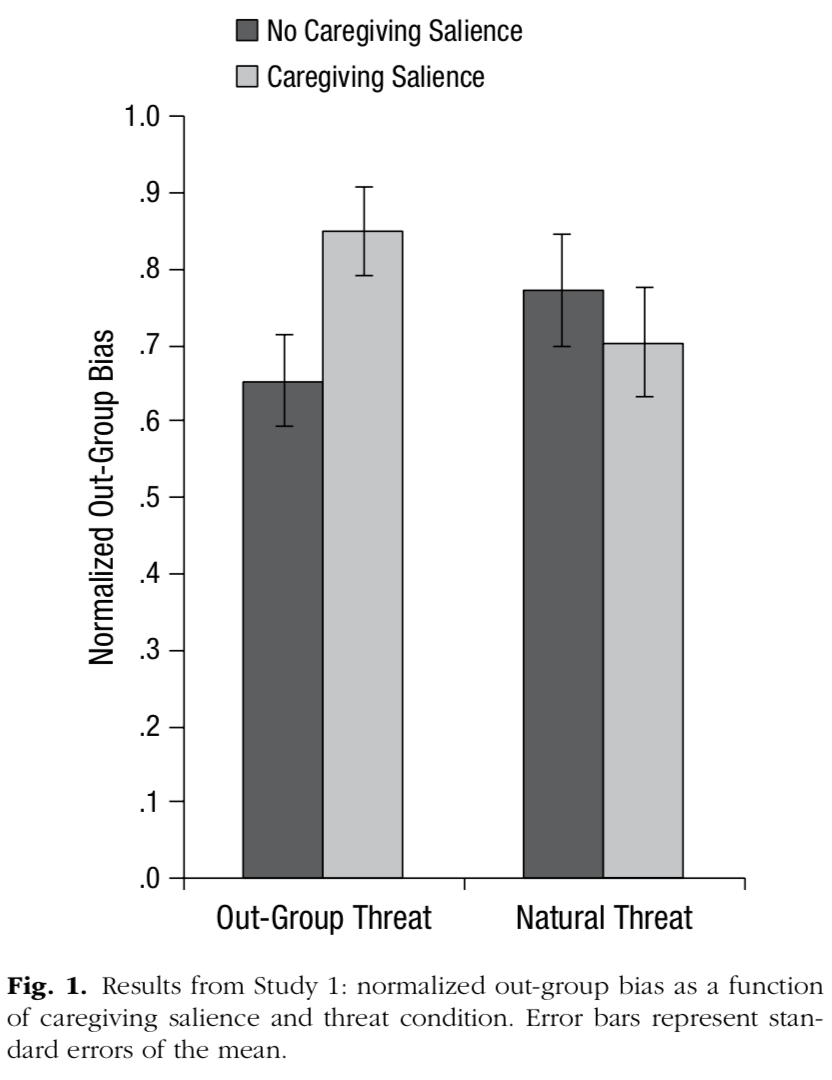 No Caregiving Salience
Caregiving Salience
1.0
.9
.8
.7
.6
.5
.4
.3
.2
.1
.0
Normalized Out-Group Bias
Out-Group Threat
Natural Threat
Fig. 1. Results from Study 1: normalized out-group bias as a function
of caregiving salience and threat condition. Error bars represent stan-
dard errors of the mean.